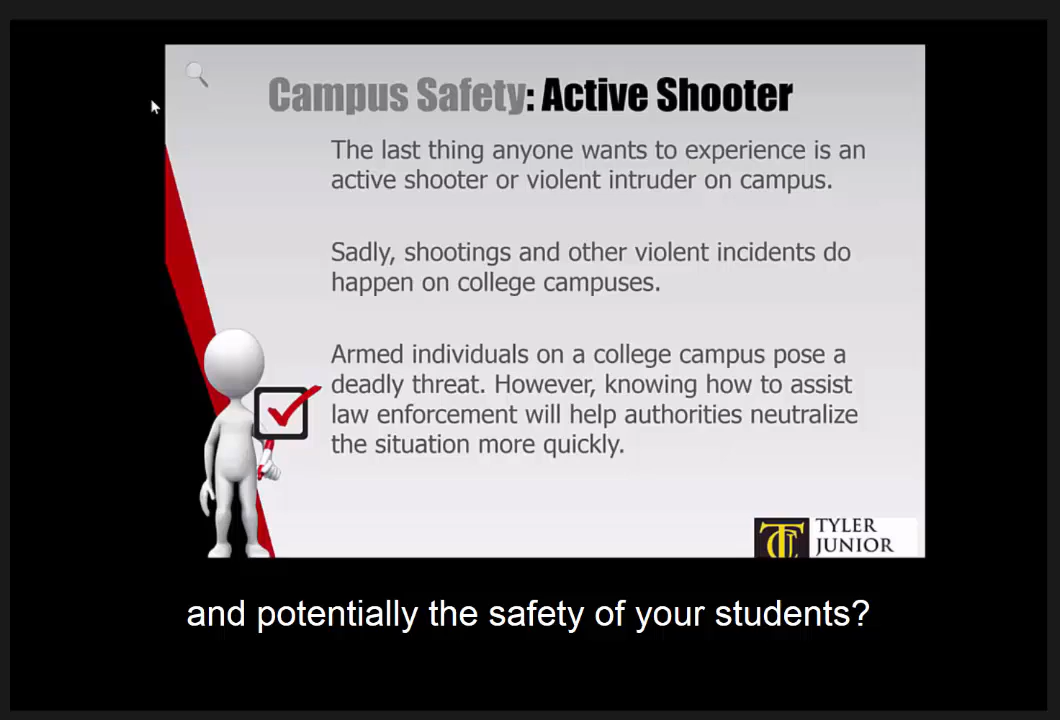 Campus Safety: Active Shooter
The last thing anyone wants to experience is an
active shooter or violent intruder on campus.
Sadly, shootings and other violent incidents do
happen on college campuses.
Armed individuals on a college campus pose a
deadly threat. However, knowing how to assist
law enforcement will help authorities neutralize
the situation more quickly.
TYLER
JUNIOR
and potentially the safety of your students?